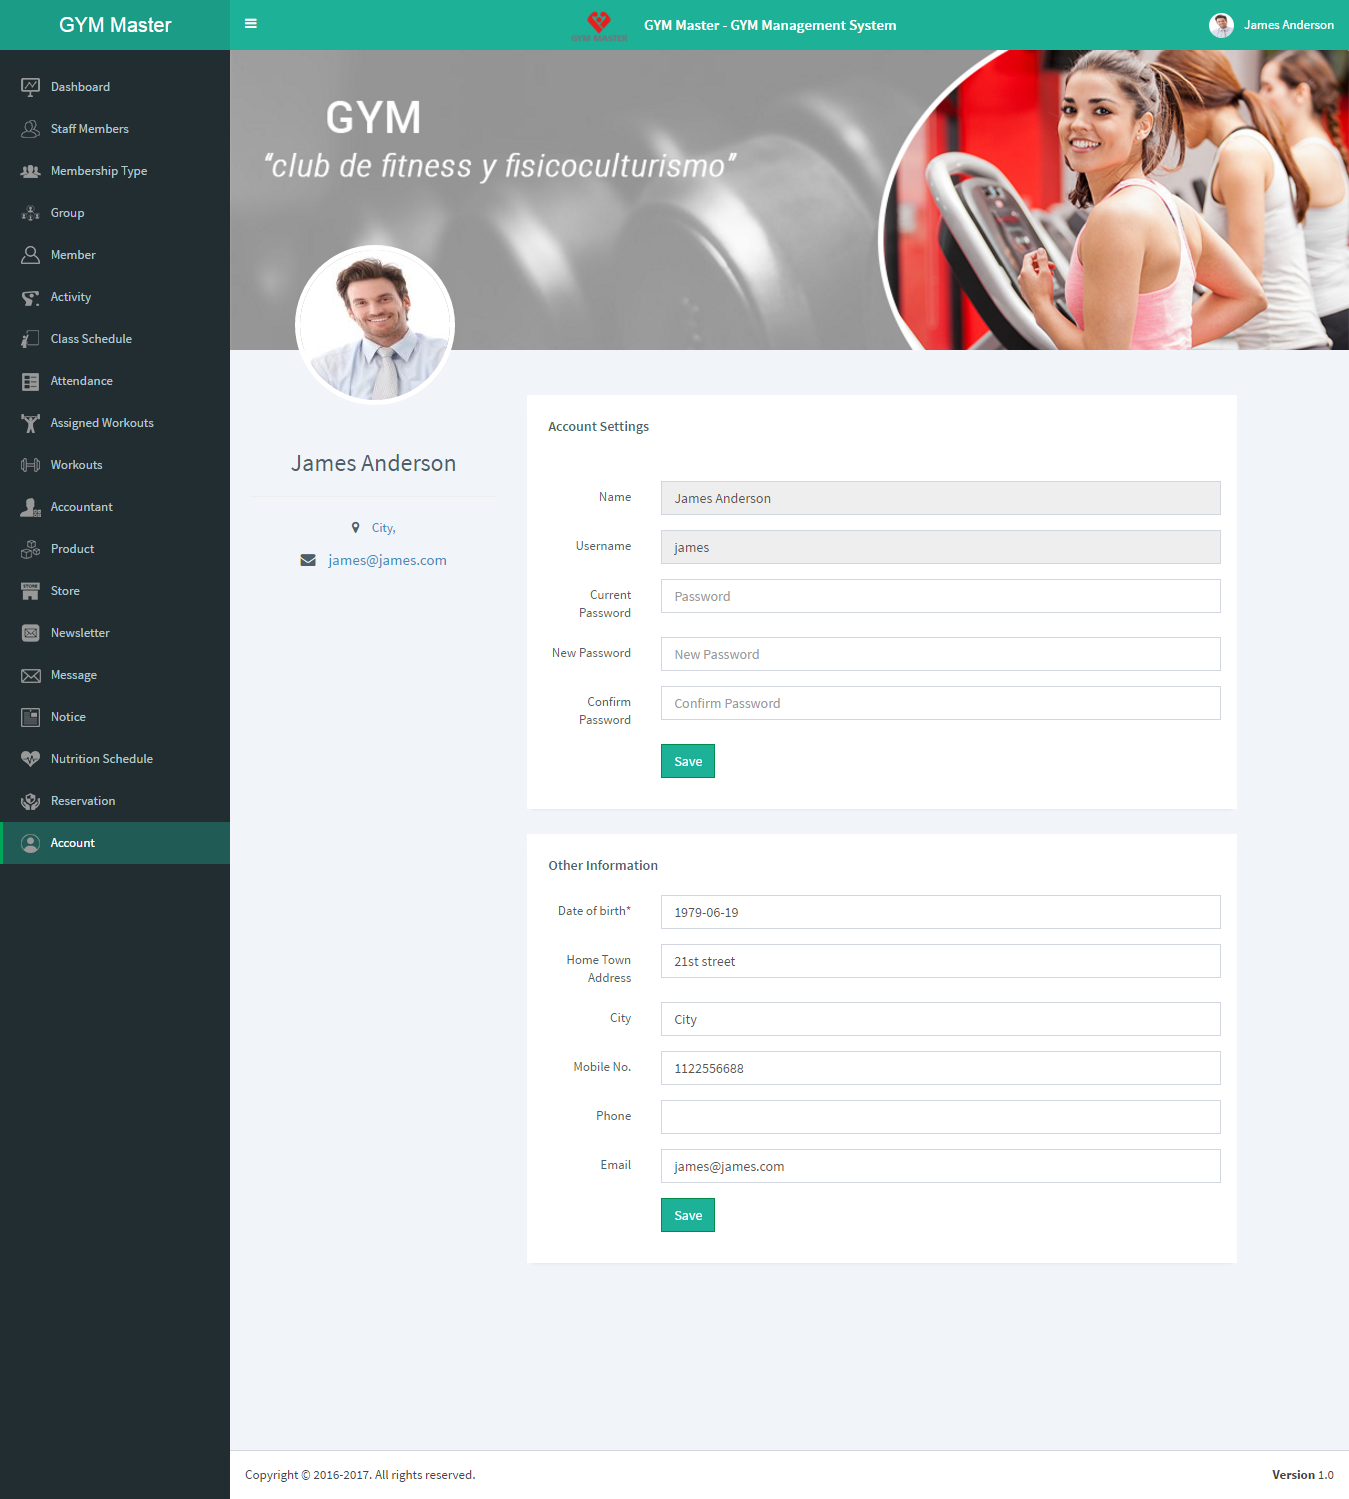 GYM Master
GYM MASTER
GYM Master - GYM Management System
James Anderson
Dashboard
Staff Members
Membership Type
Group
Member
Activity
Class Schedule
Attendance
Assigned Workouts
Workouts
Accountant
Product
STORE
Store
Newsletter
Message
Notice
Nutrition Schedule
Reservation
Account
GYM
“club de fitness y fisicoculturismo”
James Anderson
City,
james@james.com
Account Settings
Name
James Anderson
Username
james
Current
Password
Password
New Password
New Password
Confirm
Password
Confirm Password
Save
Other Information
Date of birth*
1979-06-19
Home Town
Address
21st street
City
City
Mobile No.
1122556688
Phone
Email
james@james.com
Save
Copyright © 2016-2017. All rights reserved.
Version 1.0